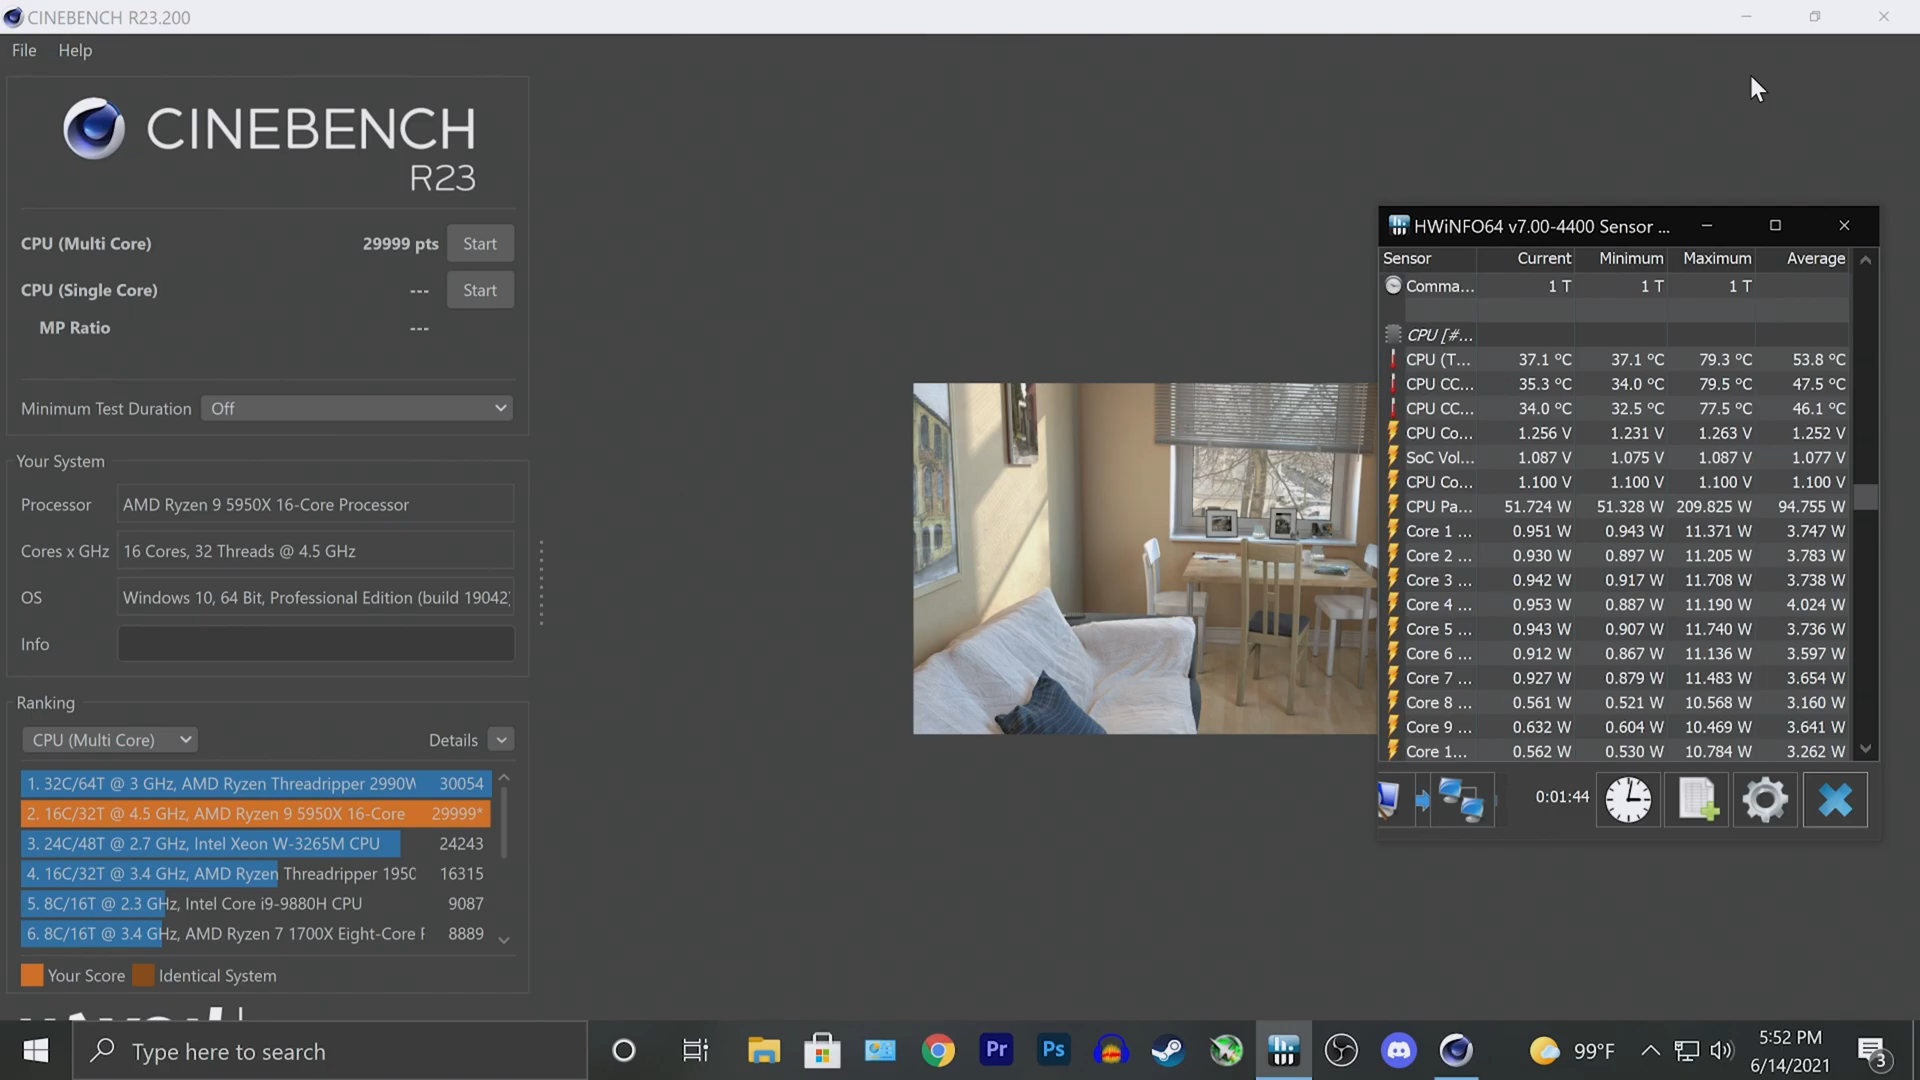 CINEBENCH R23.200
File Help
CINEBENCH
R23
CPU (Multi Core) 29999 pts Start
CPU (Single Core) --- Start
MP Ratio ---
Minimum Test Duration Off
Your System
Processor AMD Ryzen 9 5950X 16-Core Processor
Cores x GHz 16 Cores, 32 Threads @ 4.5 GHz
OS Windows 10, 64 Bit, Professional Edition (build 19042)
Info
Ranking
CPU (Multi Core) Details
1. 32C/64T @ 3 GHz, AMD Ryzen Threadripper 2990W 30054
2. 16C/32T @ 4.5 GHz, AMD Ryzen 9 5950X 16-Core 29999*
3. 24C/48T @ 2.7 GHz, Intel Xeon W-3265M CPU 24243
4. 16C/32T @ 3.4 GHz, AMD Ryzen Threadripper 195 16315
5. 8C/16T @ 2.3 GHz, Intel Core i9-9880H CPU 9087
6. 8C/16T @ 3.4 GHz, AMD Ryzen 7 1700X Eight-Core 8889
Your Score Identical System
HWiNFO64 v7.00-4400 Sensor ...
Sensor Current Minimum Maximum Average
Comma... 1 T 1 T 1 T
CPU [#...
CPU (T... 37.1 °C 37.1 °C 79.3 °C 53.8 °C
CPU CC... 35.3 °C 34.0 °C 79.5 °C 47.5 °C
CPU CC... 34.0 °C 32.5 °C 77.5 °C 46.1 °C
CPU Co... 1.256 V 1.231 V 1.263 V 1.252 V
SoC Vol... 1.087 V 1.075 V 1.087 V 1.077 V
CPU Co... 1.100 V 1.100 V 1.100 V 1.100 V
CPU Pa... 51.724 W 51.328 W 209.825 W 94.755 W
Core 1 ... 0.951 W 0.943 W 11.371 W 3.747 W
Core 2 ... 0.930 W 0.897 W 11.205 W 3.783 W
Core 3 ... 0.942 W 0.917 W 11.708 W 3.738 W
Core 4 ... 0.953 W 0.887 W 11.190 W 4.024 W
Core 5 ... 0.943 W 0.907 W 11.740 W 3.736 W
Core 6 ... 0.912 W 0.867 W 11.136 W 3.597 W
Core 7 ... 0.927 W 0.879 W 11.483 W 3.654 W
Core 8 ... 0.561 W 0.521 W 10.568 W 3.160 W
Core 9 ... 0.632 W 0.604 W 10.469 W 3.641 W
Core 1... 0.562 W 0.530 W 10.784 W 3.262 W
0:01:44
Type here to search
Pr Ps
99°F
5:52 PM
6/14/2021
3